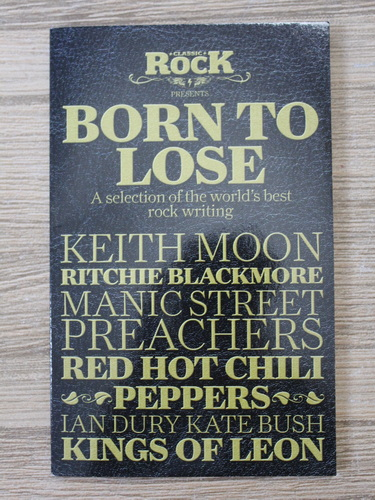 CLASSIC
ROCK
PRESENTS
BORN TO
LOSE
A selection of the world's best
rock writing
KEITH MOON
RITCHIE BLACKMORE
MANIC STREET
PREACHERS
RED HOT CHILI
PEPPERS
IAN DURY KATE BUSH
KINGS OF LEON